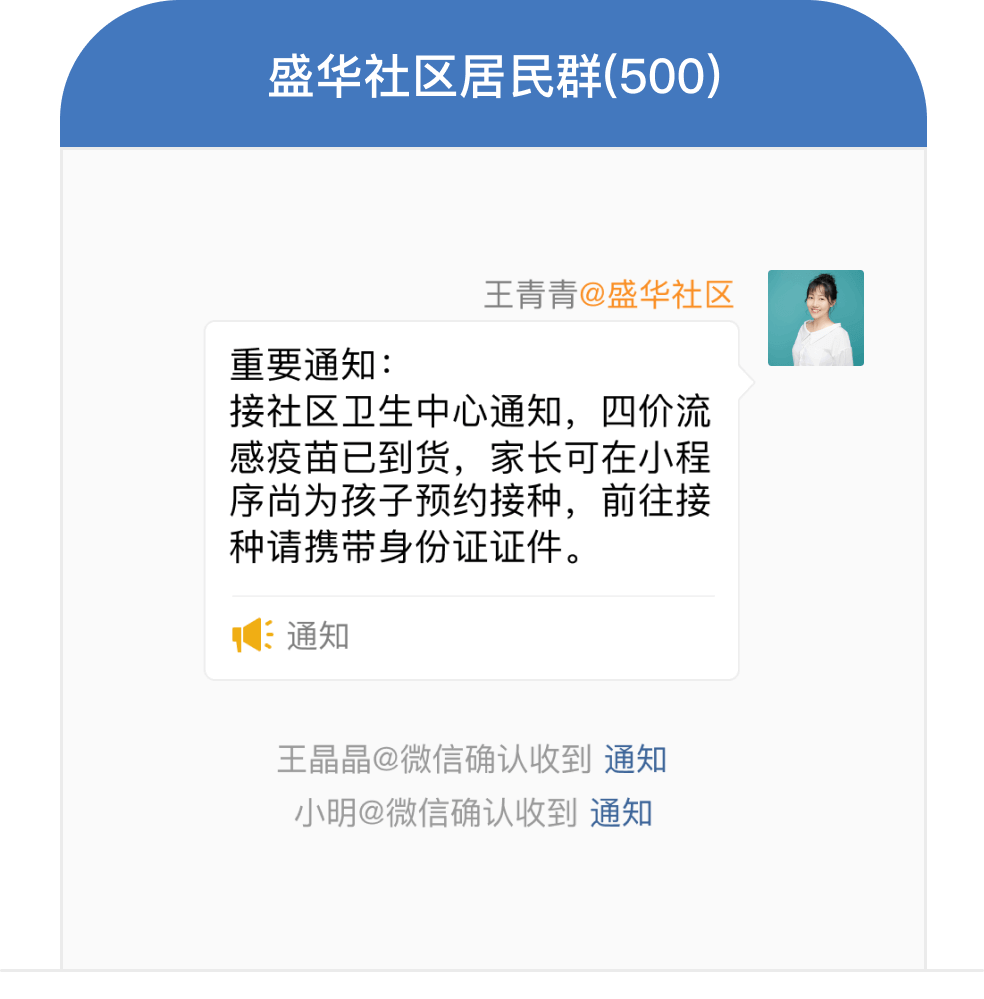 盛华社区居民群(500)
王青青@盛华社区
重要通知：
接社区卫生中心通知，四价流
感疫苗已到货，家长可在小程
序尚为孩子预约接种，前往接
种请携带身份证证件。
通知
王晶晶@微信确认收到 通知
小明@微信确认收到 通知